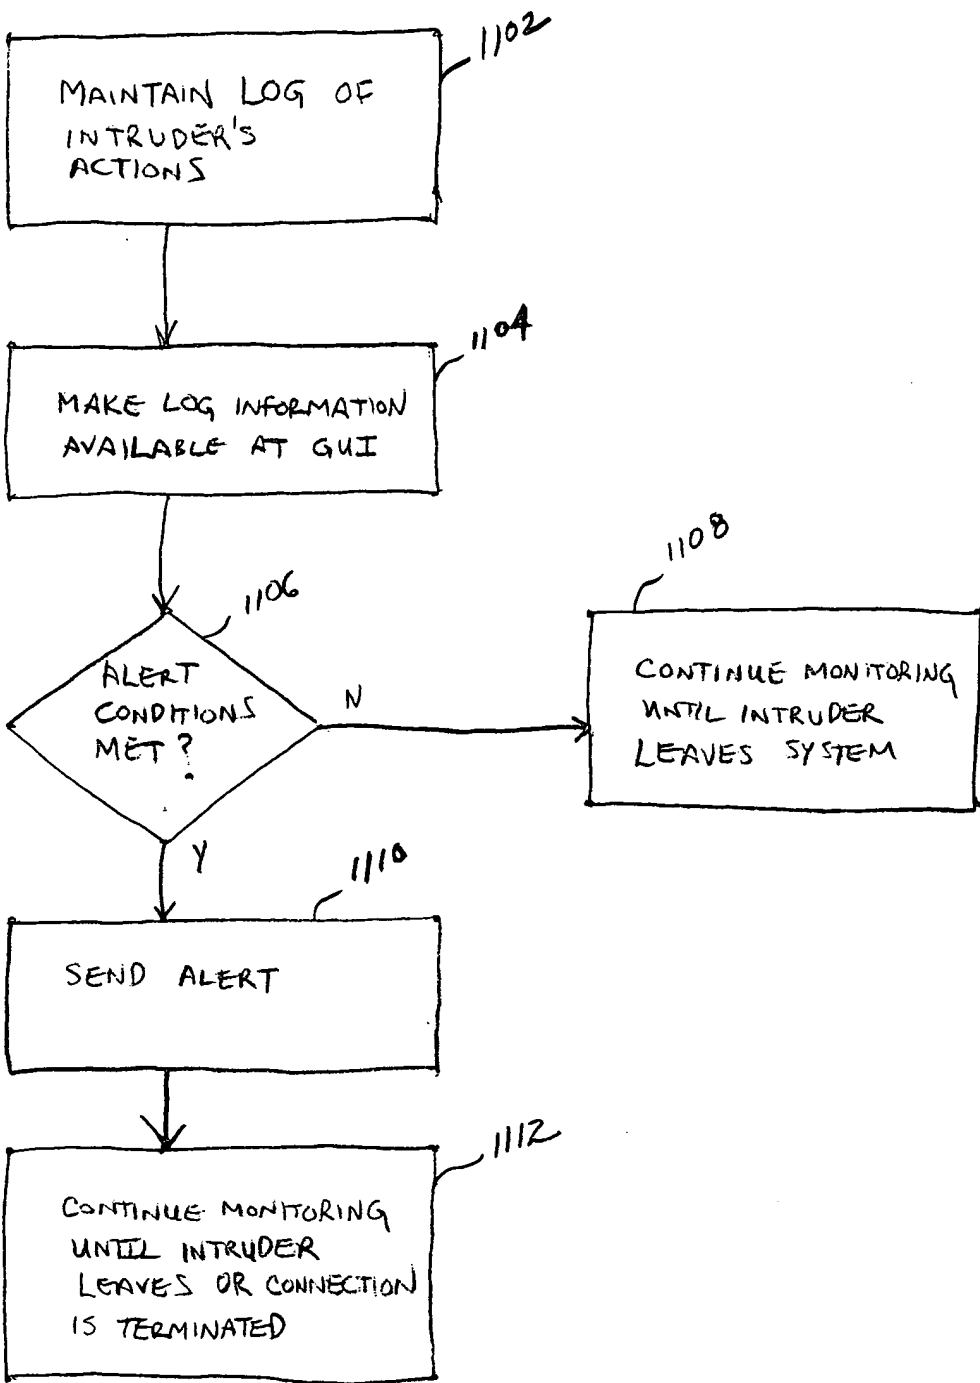 1102
MAINTAIN LOG OF
INTRUDER'S
ACTIONS
1104
MAKE LOG INFORMATION
AVAILABLE AT GUI
1106
ALERT
CONDITIONS
MET?
N
1108
CONTINUE MONITORING
UNTIL INTRUDER
LEAVES SYSTEM
Y
1110
SEND ALERT
1112
CONTINUE MONITORING
UNTIL INTRUDER
LEAVES OR CONNECTION
IS TERMINATED